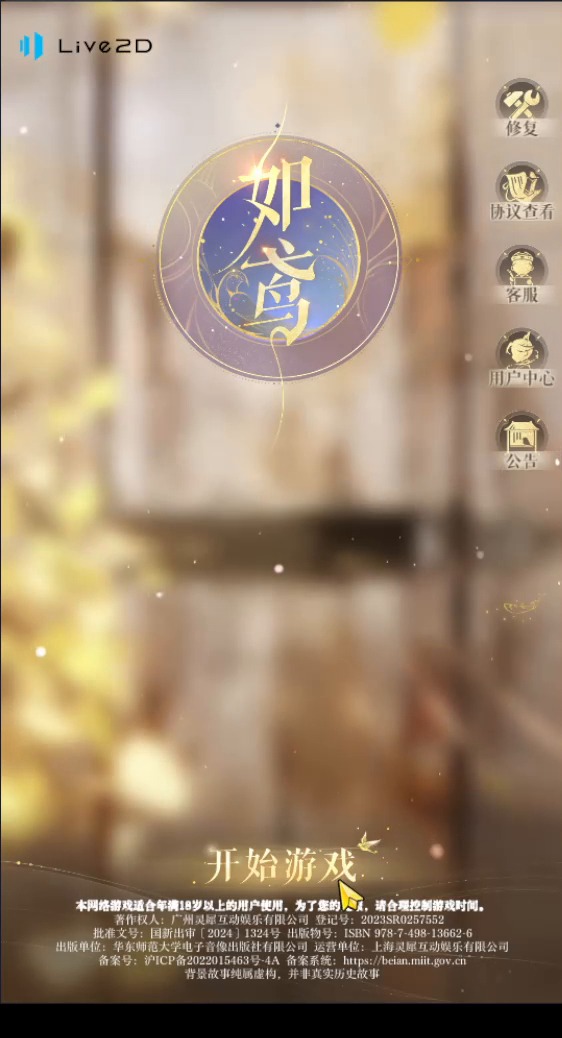 Live2D
如鸢
修复
协议查看
客服
用户中心
公告
开始游戏
本网络游戏适合年满18岁以上的用户使用，为了您的 ，请合理控制游戏时间。
著作权人：广州灵犀互动娱乐有限公司 登记号：2023SR0257552
批准文号：国新出审［2024］1324号 出版物号：ISBN 978-7-498-13662-6
出版单位：华东师范大学电子音像出版社有限公司 运营单位：上海灵犀互动娱乐有限公司
备案号：沪ICP备2022015463号-4A 备案系统：https://beian.miit.gov.cn
背景故事纯属虚构，并非真实历史故事